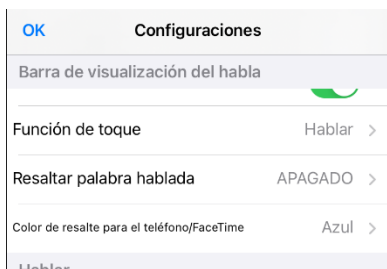 OK Configuraciones
Barra de visualización del habla
Función de toque Hablar >
Resaltar palabra hablada APAGADO >
Color de resalte para el teléfono/FaceTime Azul >
Hablar